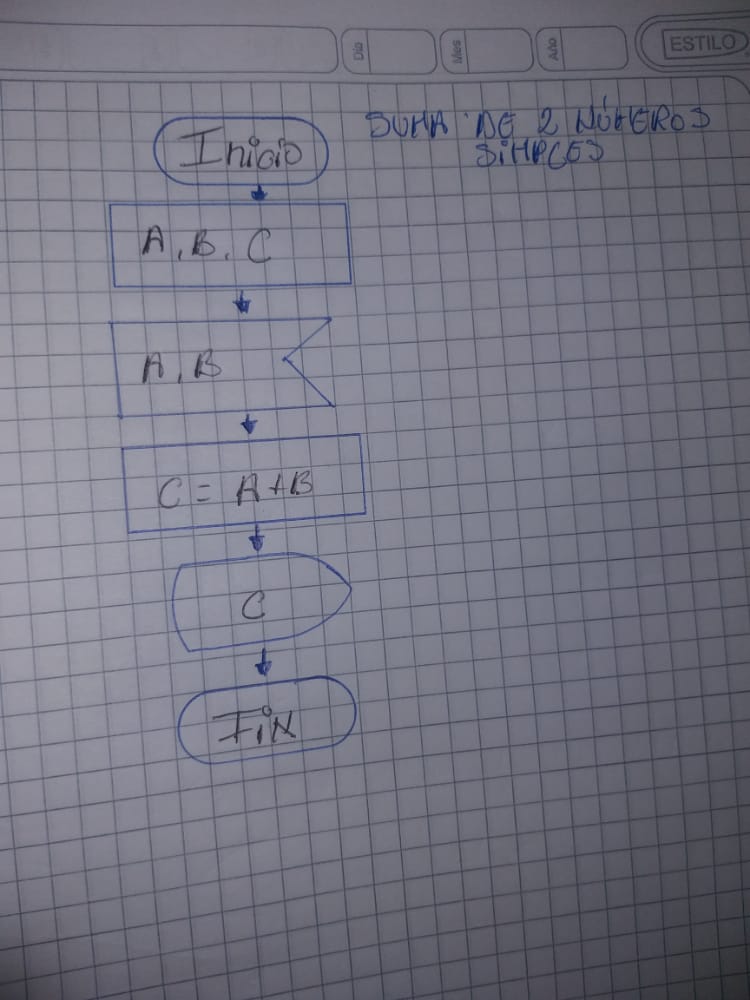 Día
Mes
Año
ESTILO
SUMA DE 2 NÚMEROS
SIMPLES
Inicio
A, B, C
A, B
C = A+B
C
FiN